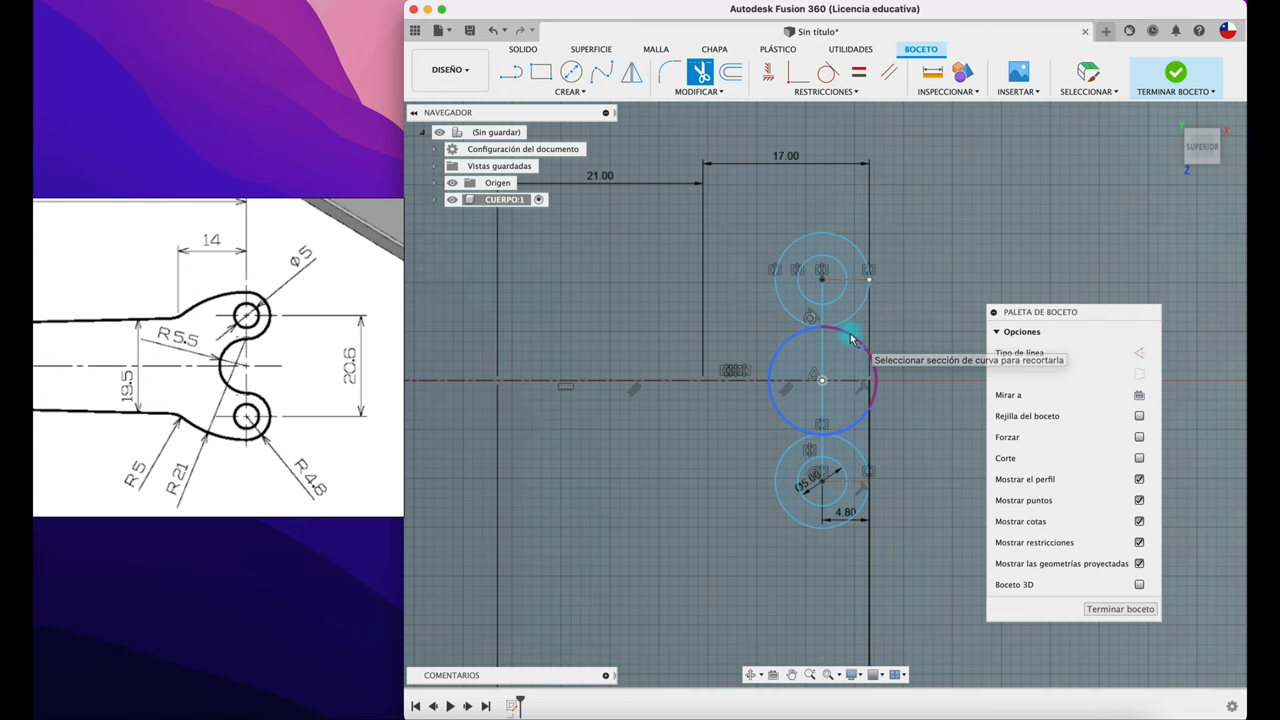 Autodesk Fusion 360 (Licencia educativa)
Sin título*
DISEÑO
SOLIDO
SUPERFICIE
MALLA
CHAPA
PLÁSTICO
UTILIDADES
BOCETO
CREAR
MODIFICAR
RESTRICCIONES
INSPECCIONAR
INSERTAR
SELECCIONAR
TERMINAR BOCETO
NAVEGADOR
(Sin guardar)
Configuración del documento
Vistas guardadas
Origen
CUERPO:1
SUPERIOR
X
Y
Z
17.00
21.00
Ø5.00
4.80
14
ϕ5
R5.5
19.5
20.6
R5
R21
R4.8
Seleccionar sección de curva para recortarla
PALETA DE BOCETO
Opciones
Tipo de línea
Mirar a
Rejilla del boceto
Forzar
Corte
Mostrar el perfil
Mostrar puntos
Mostrar cotas
Mostrar restricciones
Mostrar las geometrías proyectadas
Boceto 3D
Terminar boceto
COMENTARIOS